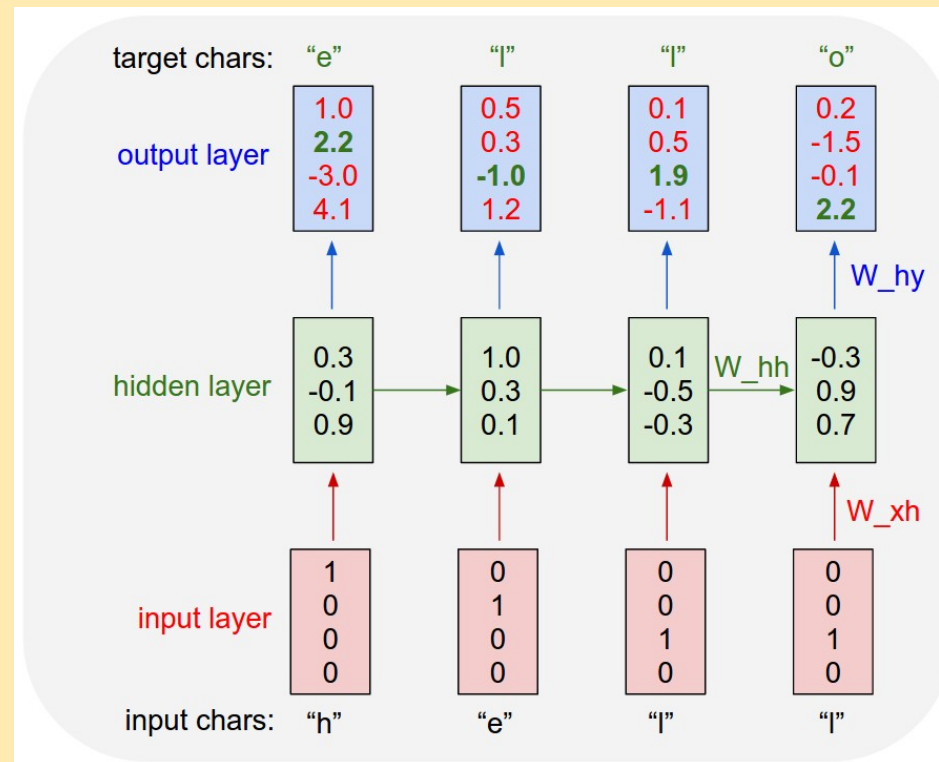 target chars: “e” “l” “l” “o”
output layer
1.0 0.5 0.1 0.2
2.2 0.3 0.5 -1.5
-3.0 -1.0 1.9 -0.1
4.1 1.2 -1.1 2.2
W_hy
hidden layer
0.3 1.0 0.1 -0.3
-0.1 0.3 -0.5 0.9
0.9 0.1 -0.3 0.7
W_hh
W_xh
input layer
1 0 0 0
0 1 0 0
0 0 1 1
0 0 0 0
input chars: “h” “e” “l” “l”